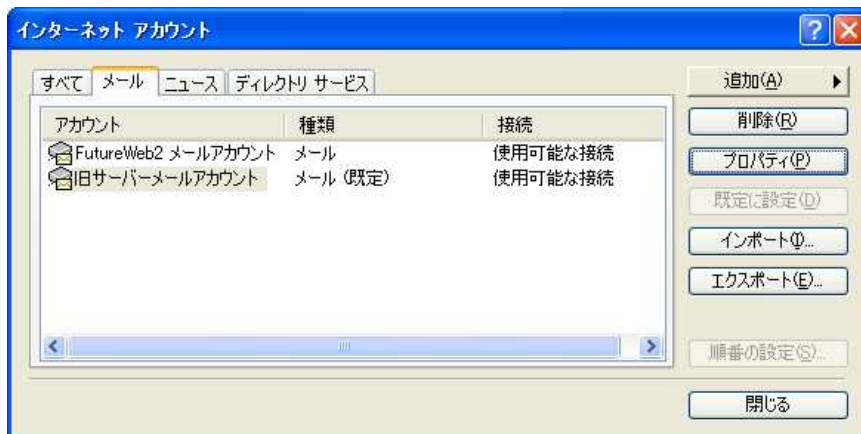 インターネット アカウント
すべて メール ニュース ディレクトリ サービス
アカウント 種類 接続
FutureWeb2 メールアカウント メール 使用可能な接続
旧サーバーメールアカウント メール (既定) 使用可能な接続
追加(A)
削除(R)
プロパティ(P)
既定に設定(D)
インポート(I)...
エクスポート(E)...
順番の設定(S)...
閉じる